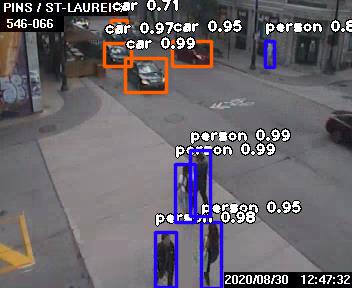 PINS / ST-LAUREN
car 0.71
546-066
car 0.97
car 0.95
person 0.8
car 0.99
person 0.99
person 0.99
person 0.95
person 0.98
2020/08/30 12:47:32